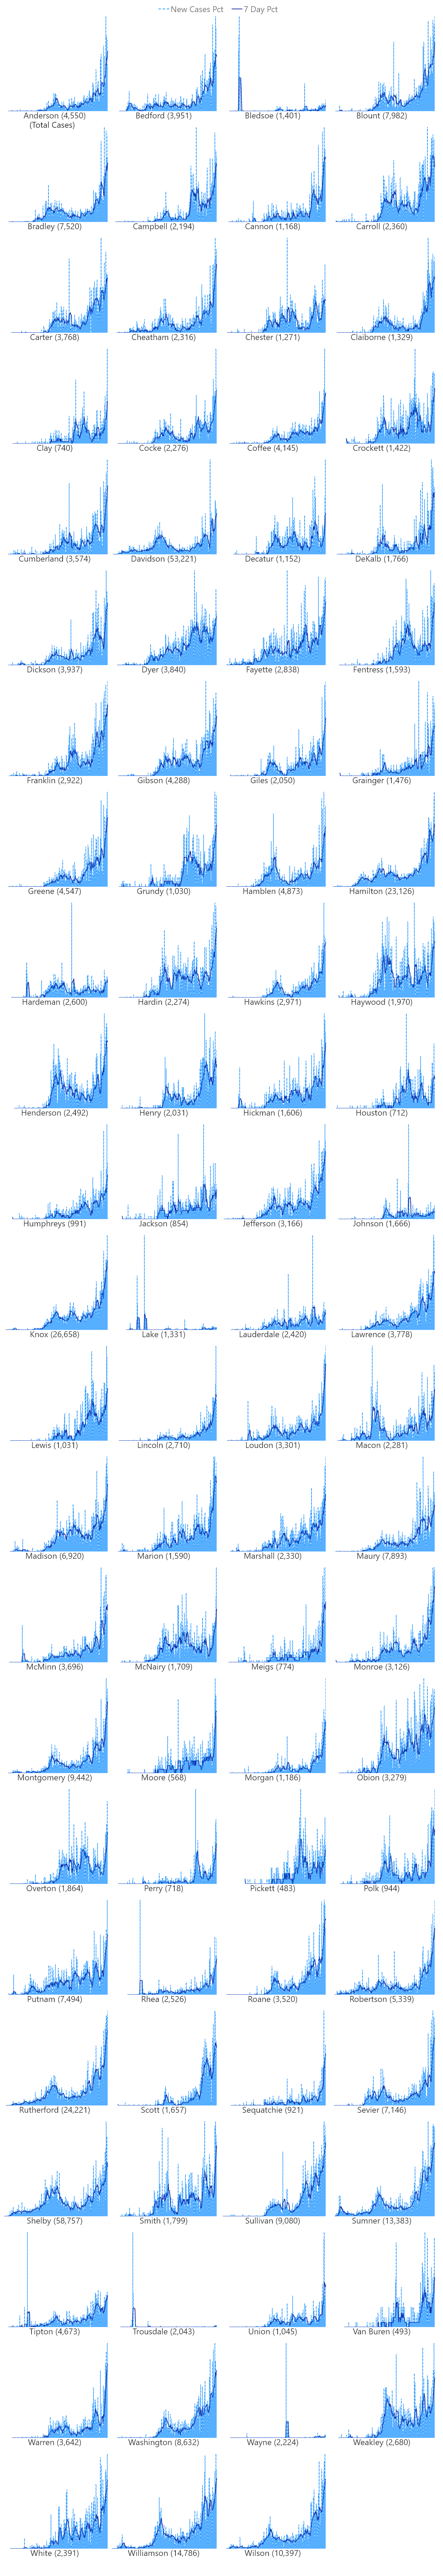 New Cases Pct 7 Day Pct
Anderson (4,550) Bedford (3,951) Bledsoe (1,401) Blount (7,982)
(Total Cases)
Bradley (7,520) Campbell (2,194) Cannon (1,168) Carroll (2,360)
Carter (3,768) Cheatham (2,316) Chester (1,271) Claiborne (1,329)
Clay (740) Cocke (2,276) Coffee (4,145) Crockett (1,422)
Cumberland (3,574) Davidson (53,221) Decatur (1,152) DeKalb (1,766)
Dickson (3,937) Dyer (3,840) Fayette (2,838) Fentress (1,593)
Franklin (2,922) Gibson (4,288) Giles (2,050) Grainger (1,476)
Greene (4,547) Grundy (1,030) Hamblen (4,873) Hamilton (23,126)
Hardeman (2,600) Hardin (2,274) Hawkins (2,971) Haywood (1,970)
Henderson (2,492) Henry (2,031) Hickman (1,606) Houston (712)
Humphreys (991) Jackson (854) Jefferson (3,166) Johnson (1,666)
Knox (26,658) Lake (1,331) Lauderdale (2,420) Lawrence (3,778)
Lewis (1,031) Lincoln (2,710) Loudon (3,301) Macon (2,281)
Madison (6,920) Marion (1,590) Marshall (2,330) Maury (7,893)
McMinn (3,696) McNairy (1,709) Meigs (774) Monroe (3,126)
Montgomery (9,442) Moore (568) Morgan (1,186) Obion (3,279)
Overton (1,864) Perry (718) Pickett (483) Polk (944)
Putnam (7,494) Rhea (2,526) Roane (3,520) Robertson (5,339)
Rutherford (24,221) Scott (1,657) Sequatchie (921) Sevier (7,146)
Shelby (58,757) Smith (1,799) Sullivan (9,080) Sumner (13,383)
Tipton (4,673) Trousdale (2,043) Union (1,045) Van Buren (493)
Warren (3,642) Washington (8,632) Wayne (2,224) Weakley (2,680)
White (2,391) Williamson (14,786) Wilson (10,397)